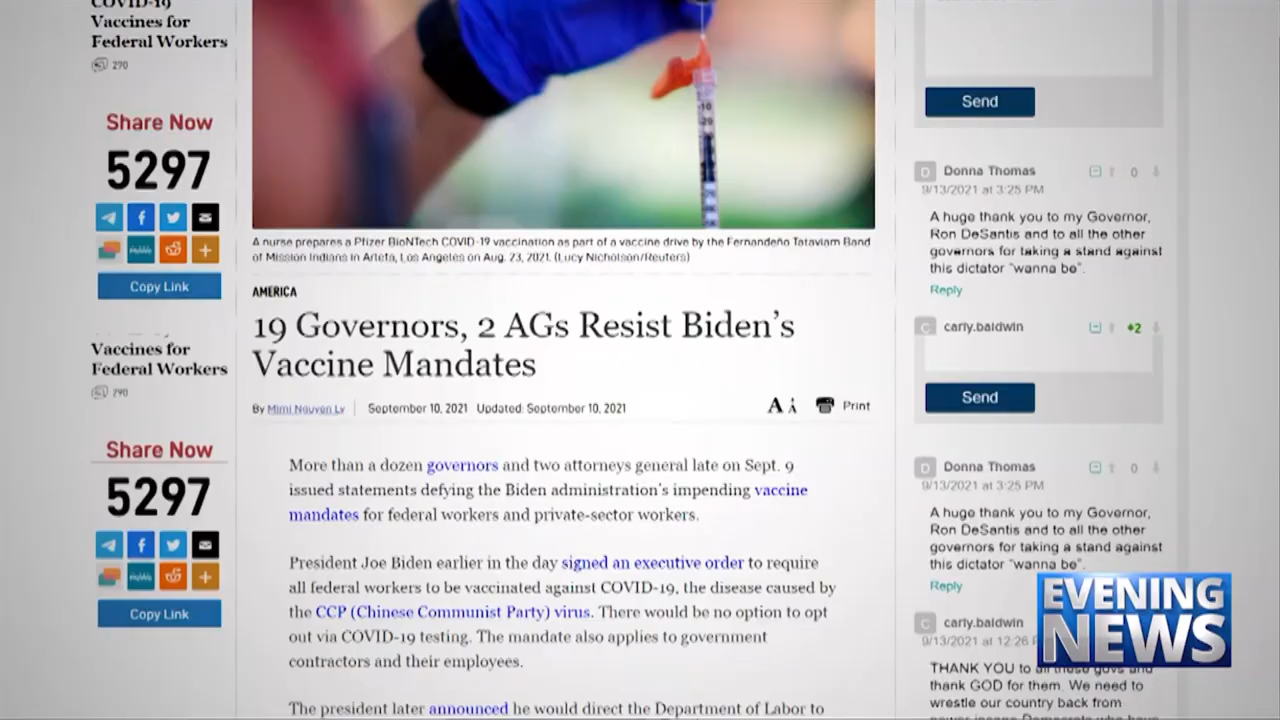 COVID-19
Vaccines for
Federal Workers
290
Share Now
5297
Copy Link
Vaccines for
Federal Workers
290
Share Now
5297
Copy Link
A nurse prepares a Pfizer BioNTech COVID-19 vaccination as part of a vaccine drive by the Fernandeño Tataviam Band
of Mission Indians in Arleta, Los Angeles on Aug. 23, 2021. (Lucy Nicholson/Reuters)
AMERICA
19 Governors, 2 AGs Resist Biden's
Vaccine Mandates
By Mimi Nguyen Ly September 10, 2021 Updated: September 10, 2021
A A Print
More than a dozen governors and two attorneys general late on Sept. 9
issued statements defying the Biden administration's impending vaccine
mandates for federal workers and private-sector workers.
President Joe Biden earlier in the day signed an executive order to require
all federal workers to be vaccinated against COVID-19, the disease caused by
the CCP (Chinese Communist Party) virus. There would be no option to opt
out via COVID-19 testing. The mandate also applies to government
contractors and their employees.
The president later announced he would direct the Department of Labor to
Send
D Donna Thomas 0
9/13/2021 at 3:25 PM
A huge thank you to my Governor,
Ron DeSantis and to all the other
governors for taking a stand against
this dictator "wanna be".
Reply
C carly.baldwin +2
Send
D Donna Thomas 0
9/13/2021 at 3:25 PM
A huge thank you to my Governor,
Ron DeSantis and to all the other
governors for taking a stand against
this dictator "wanna be".
Reply
C carly.baldwin
9/13/2021 at 12:26
THANK YOU to all these govs and
thank GOD for them. We need to
wrestle our country back from
EVENING
NEWS